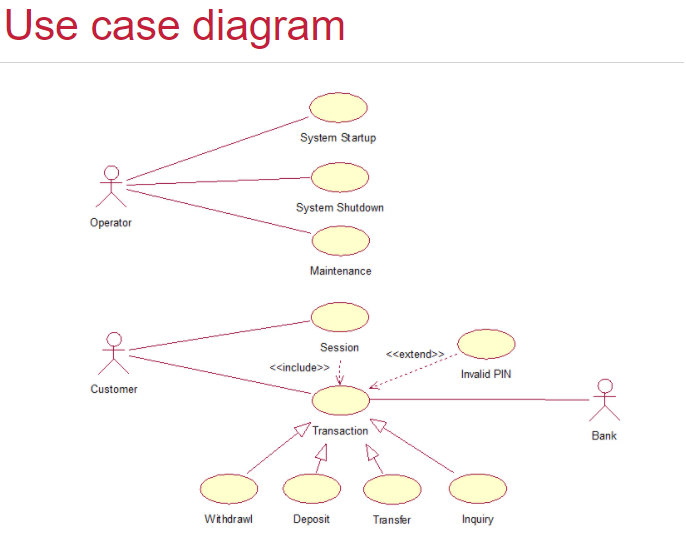 Use case diagram
System Startup
System Shutdown
Operator
Maintenance
Session
<<extend>>
<<include>>
Invalid PIN
Customer
Transaction
Bank
Withdrawl
Deposit
Transfer
Inquiry